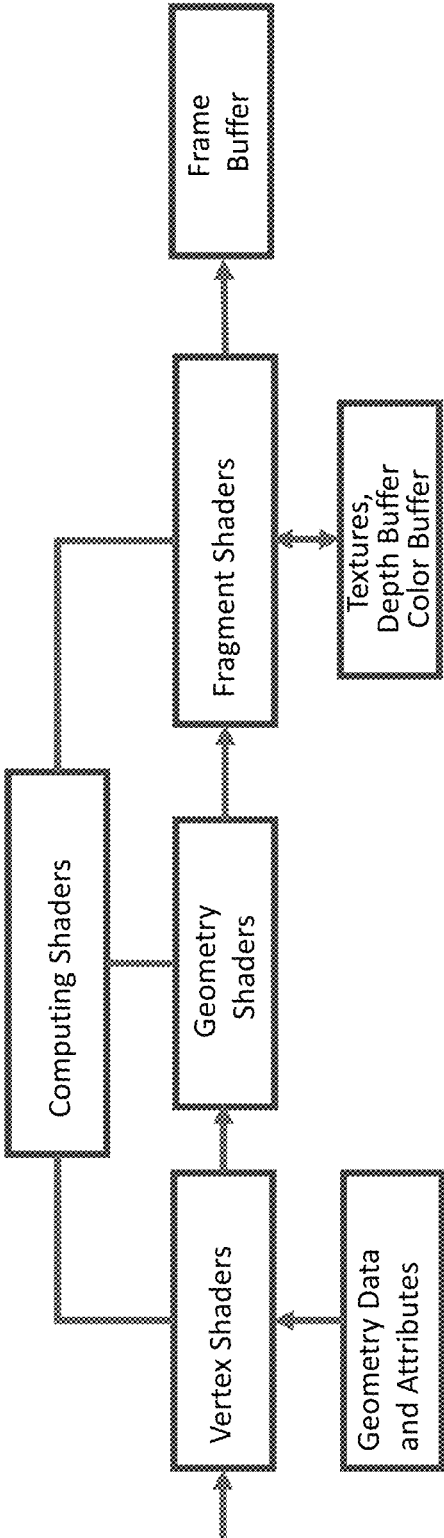 Computing Shaders
Vertex Shaders
Geometry
Shaders
Fragment Shaders
Frame
Buffer
Geometry Data
and Attributes
Textures,
Depth Buffer
Color Buffer